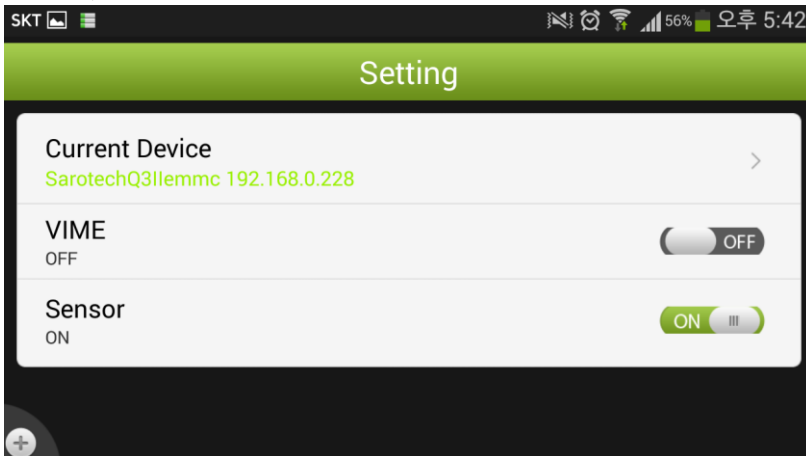 SKT 56% 오후 5:42
Setting
Current Device
SarotechQ3IIemmc 192.168.0.228
VIME
OFF
OFF
Sensor
ON
ON